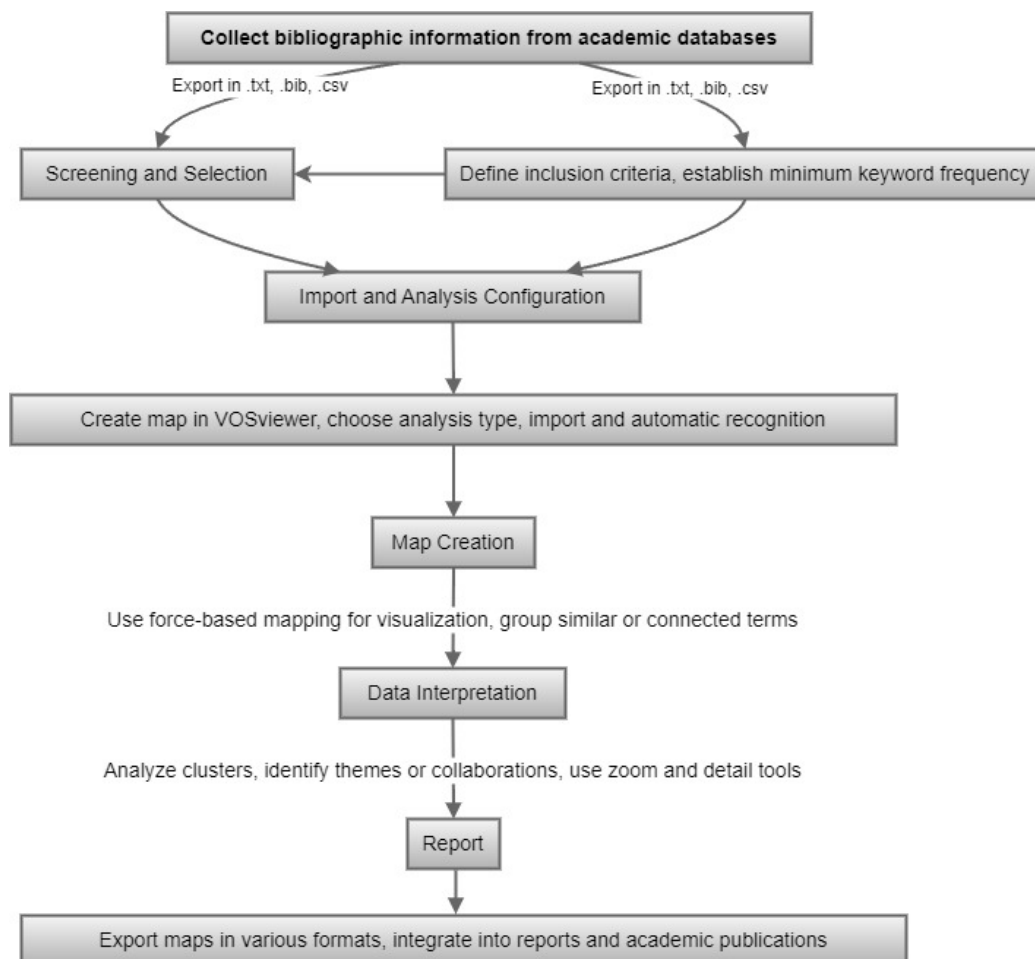 Collect bibliographic information from academic databases
Export in .txt, .bib, .csv
Export in .txt, .bib, .csv
Screening and Selection
Define inclusion criteria, establish minimum keyword frequency
Import and Analysis Configuration
Create map in VOSviewer, choose analysis type, import and automatic recognition
Map Creation
Use force-based mapping for visualization, group similar or connected terms
Data Interpretation
Analyze clusters, identify themes or collaborations, use zoom and detail tools
Report
Export maps in various formats, integrate into reports and academic publications